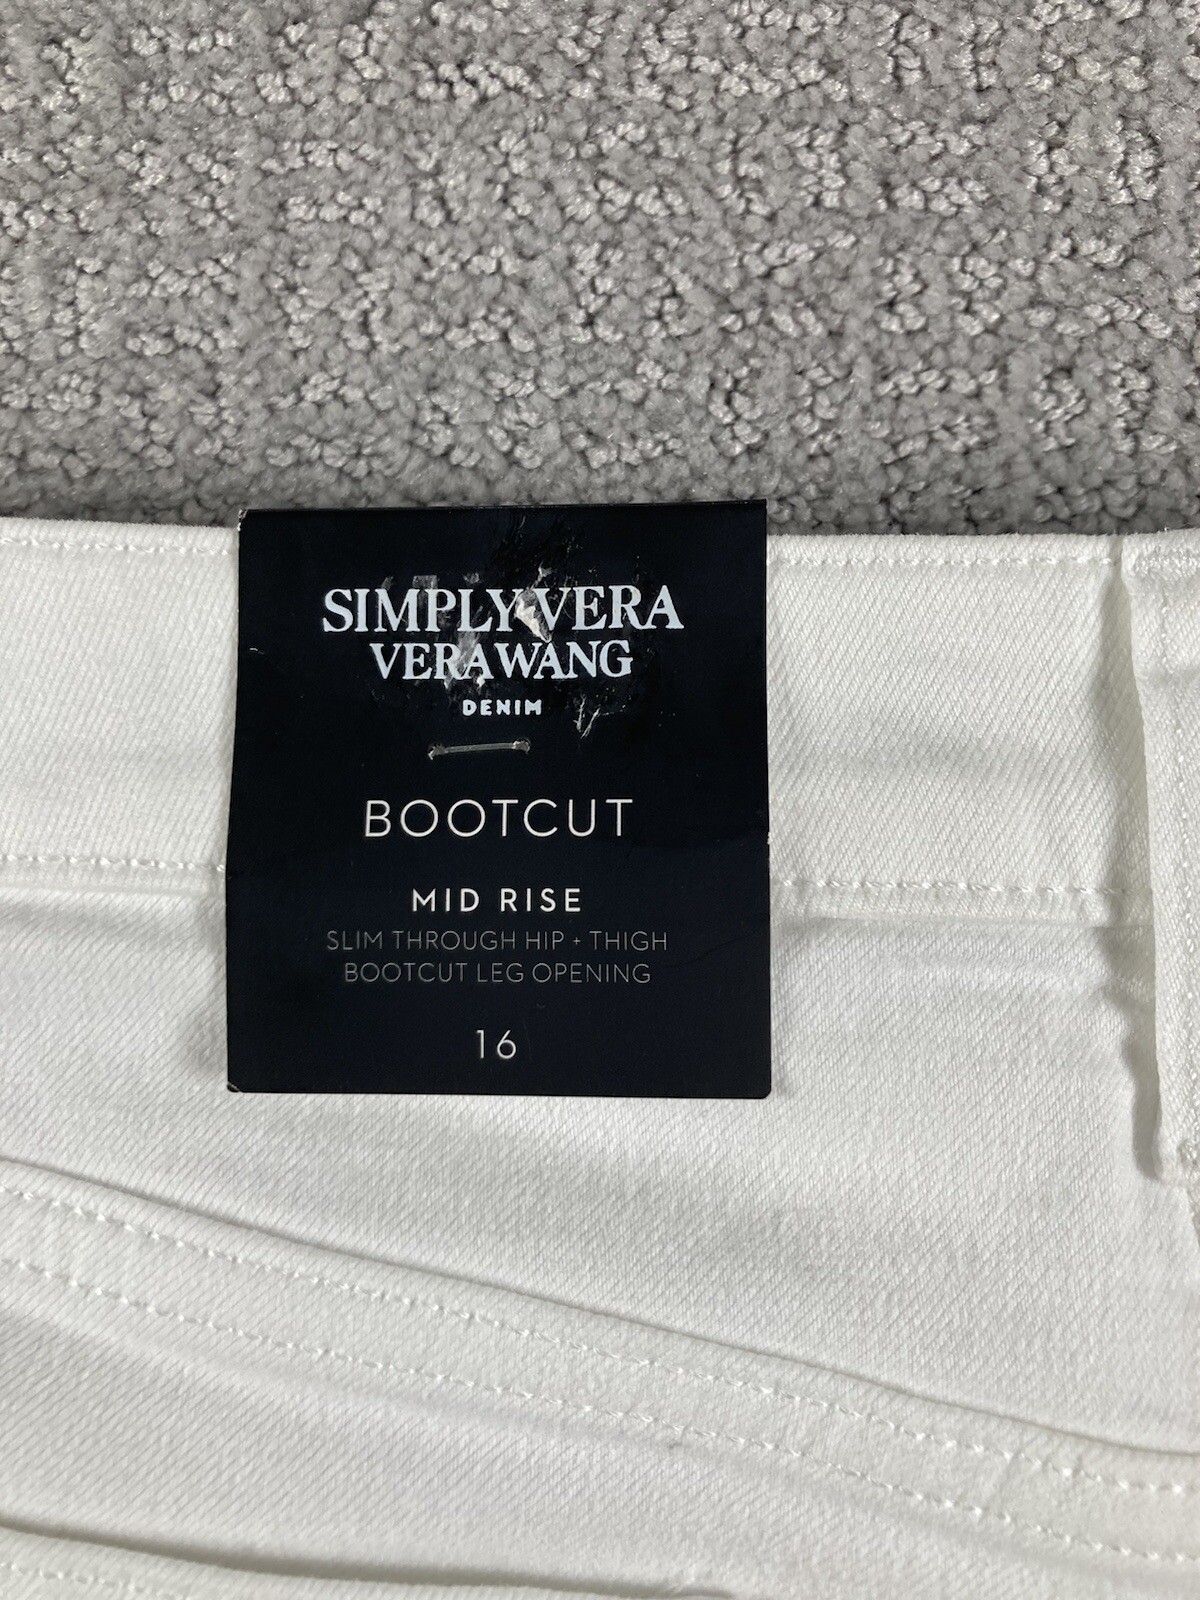 SIMPLY VERA
VERA WANG
DENIM
BOOTCUT
MID RISE
SLIM THROUGH HIP + THIGH
BOOTCUT LEG OPENING
16